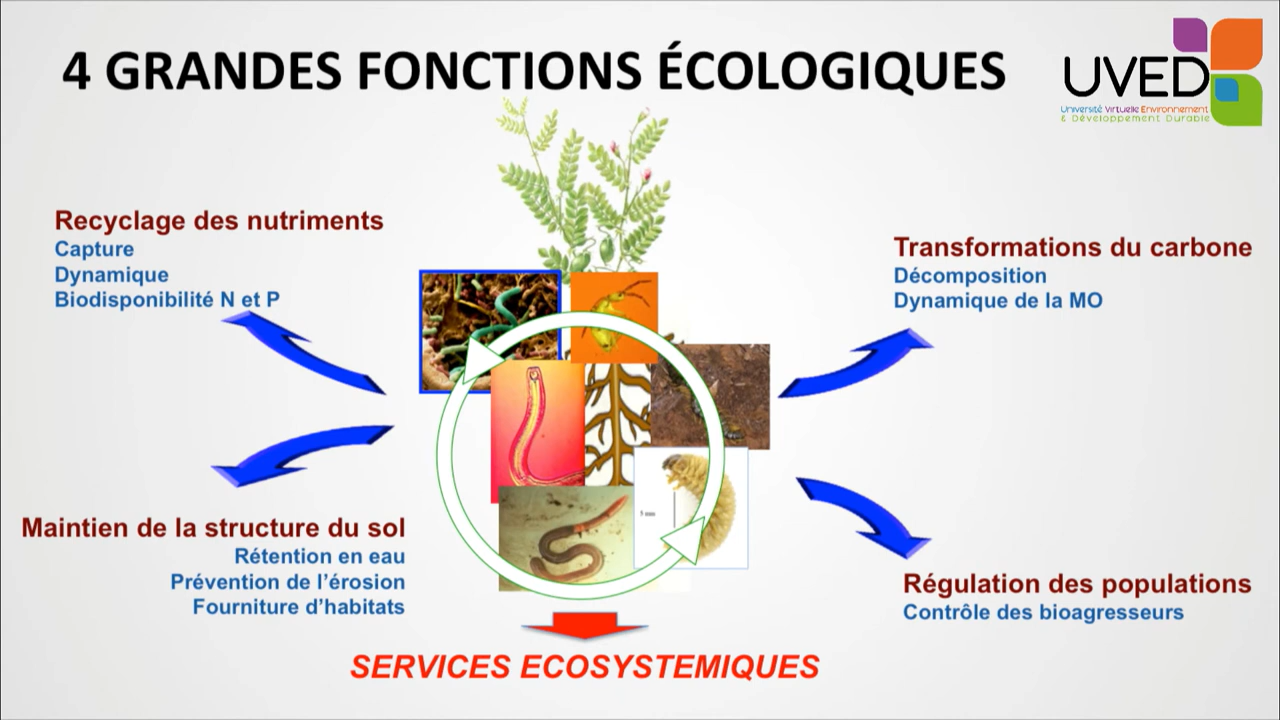 4 GRANDES FONCTIONS ÉCOLOGIQUES
UVED
Université Virtuelle Environnement
& Développement Durable
Recyclage des nutriments
Capture
Dynamique
Biodisponibilité N et P
Transformations du carbone
Décomposition
Dynamique de la MO
5 mm
Maintien de la structure du sol
Rétention en eau
Prévention de l'érosion
Fourniture d'habitats
Régulation des populations
Contrôle des bioagresseurs
SERVICES ECOSYSTEMIQUES